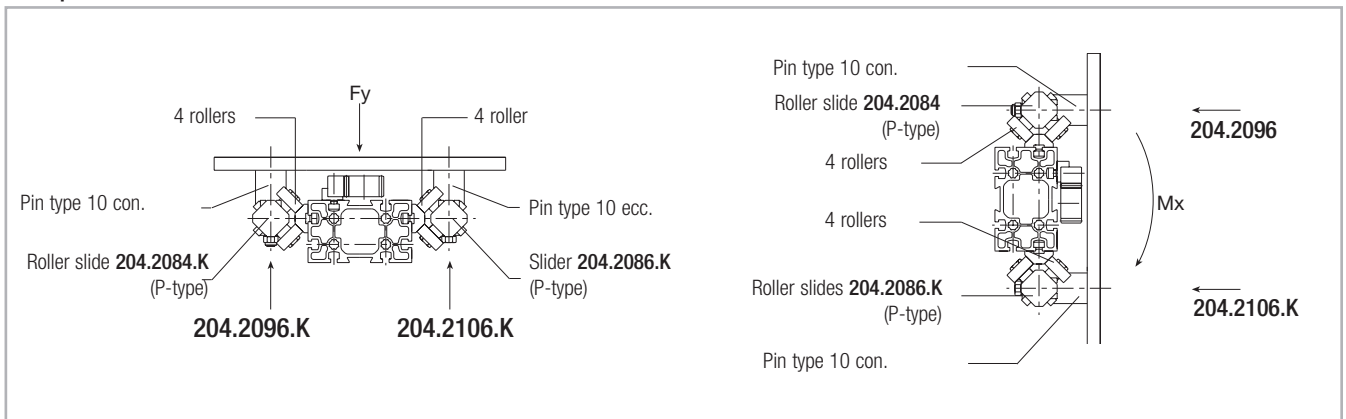 Fy
4 rollers
4 roller
Pin type 10 con.
Pin type 10 ecc.
Roller slide 204.2084.K
(P-type)
Slider 204.2086.K
(P-type)
204.2096.K
204.2106.K
Pin type 10 con.
Roller slide 204.2084
(P-type)
204.2096
4 rollers
Mx
4 rollers
Roller slides 204.2086.K
(P-type)
204.2106.K
Pin type 10 con.